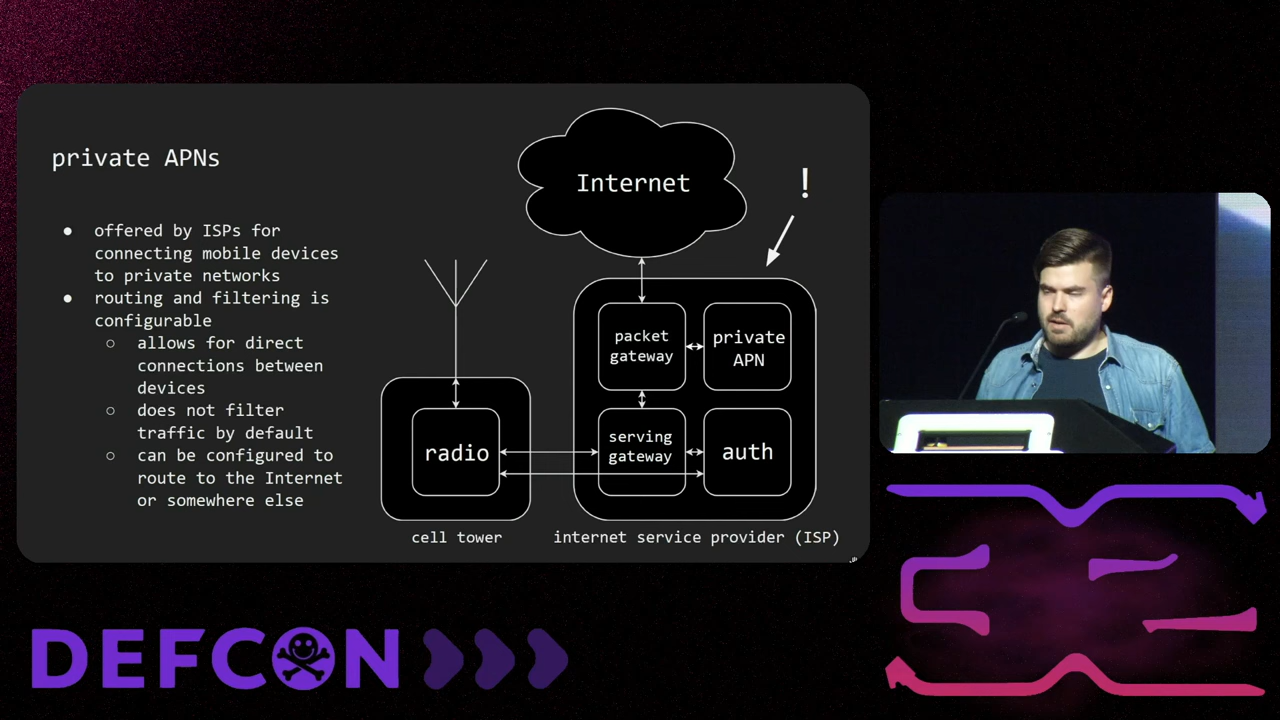 private APNs
● offered by ISPs for
connecting mobile devices
to private networks
● routing and filtering is
configurable
○ allows for direct
connections between
devices
○ does not filter
traffic by default
○ can be configured to
route to the Internet
or somewhere else
Internet
!
packet
gateway
private
APN
serving
gateway
auth
radio
cell tower
internet service provider (ISP)
DEFCON